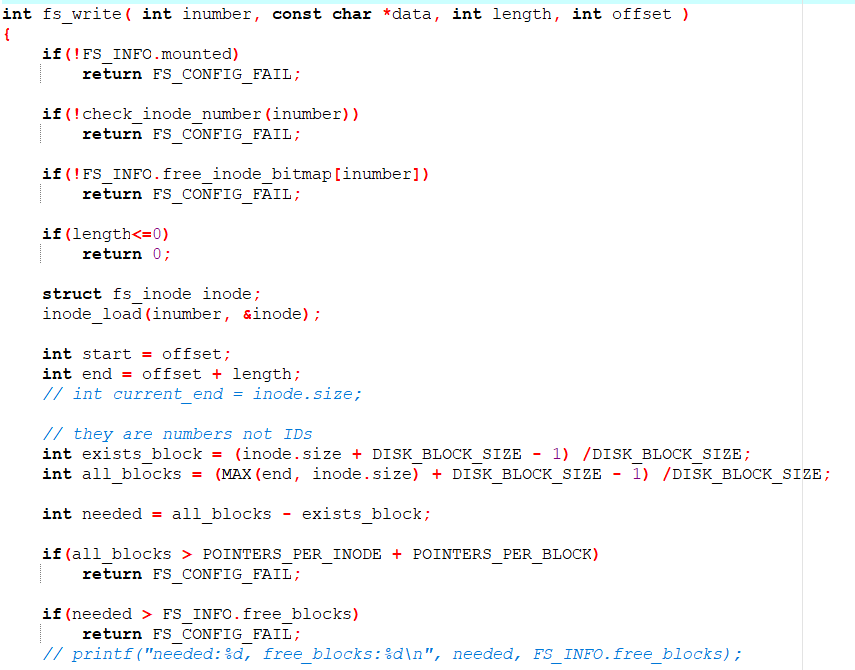 int fs_write( int inumber, const char *data, int length, int offset )
{
    if(!FS_INFO.mounted)
        return FS_CONFIG_FAIL;

    if(!check_inode_number(inumber))
        return FS_CONFIG_FAIL;

    if(!FS_INFO.free_inode_bitmap[inumber])
        return FS_CONFIG_FAIL;

    if(length<=0)
        return 0;

    struct fs_inode inode;
    inode_load(inumber, &inode);

    int start = offset;
    int end = offset + length;
    // int current_end = inode.size;

    // they are numbers not IDs
    int exists_block = (inode.size + DISK_BLOCK_SIZE - 1) /DISK_BLOCK_SIZE;
    int all_blocks = (MAX(end, inode.size) + DISK_BLOCK_SIZE - 1) /DISK_BLOCK_SIZE;

    int needed = all_blocks - exists_block;

    if(all_blocks > POINTERS_PER_INODE + POINTERS_PER_BLOCK)
        return FS_CONFIG_FAIL;

    if(needed > FS_INFO.free_blocks)
        return FS_CONFIG_FAIL;
    // printf("needed:%d, free_blocks:%d\n", needed, FS_INFO.free_blocks);